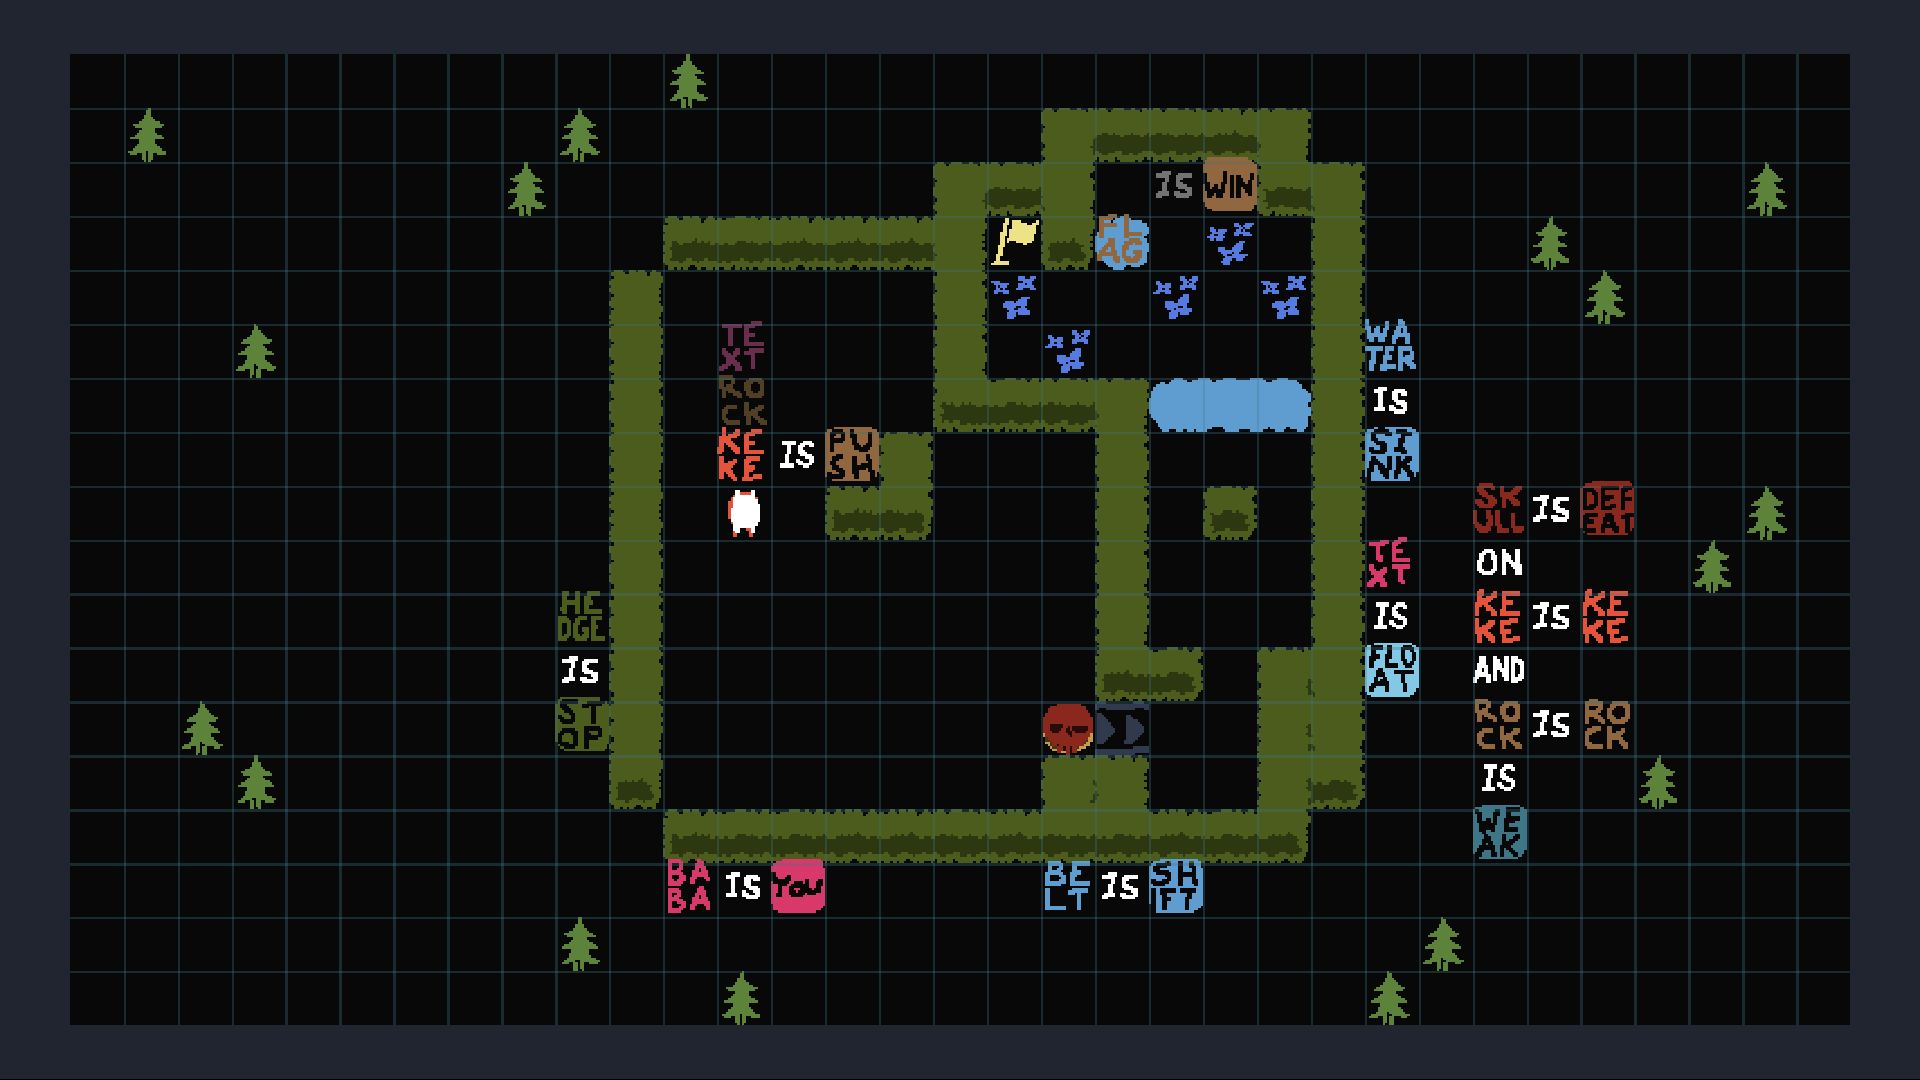 IS WIN
FLAG
TEXT
WATER
ROCK
IS
KEKE IS PUSH
SINK
SKULL IS DEFEAT
TEXT
ON
HEDGE
IS
KEKE IS KEKE
IS
FLOAT
AND
STOP
ROCK IS ROCK
IS
WEAK
BABA IS YOU
BELT IS SHIFT